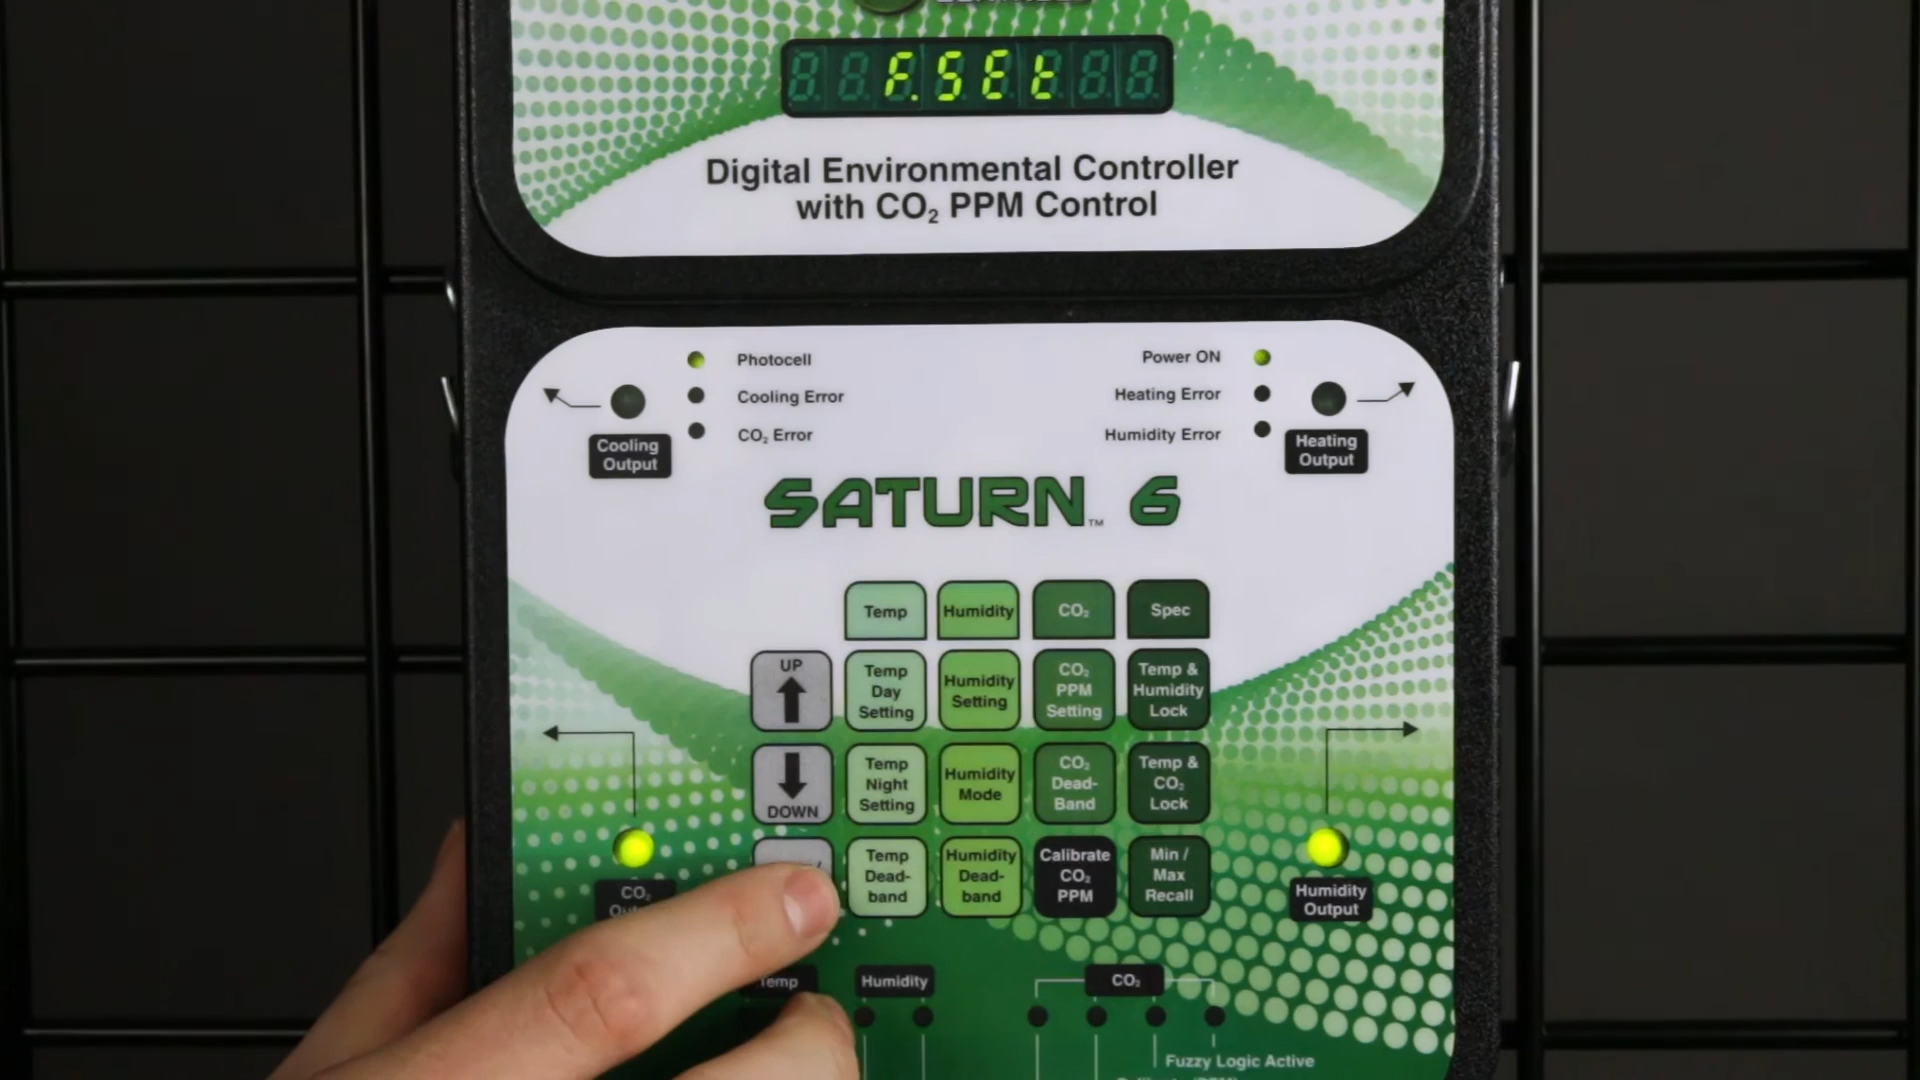 F.SEt
Digital Environmental Controller
with CO₂ PPM Control
Photocell
Cooling Error
CO₂ Error
Power ON
Heating Error
Humidity Error
Cooling
Output
Heating
Output
SATURN™ 6
Temp
Humidity
CO₂
Spec
UP
Temp
Day
Setting
Humidity
Setting
CO₂
PPM
Setting
Temp &
Humidity
Lock
DOWN
Temp
Night
Setting
Humidity
Mode
CO₂
Dead-
Band
Temp &
CO₂
Lock
Temp
Dead-
band
Humidity
Dead-
band
Calibrate
CO₂
PPM
Min /
Max
Recall
CO₂
Humidity
Output
Temp
Humidity
CO₂
Fuzzy Logic Active